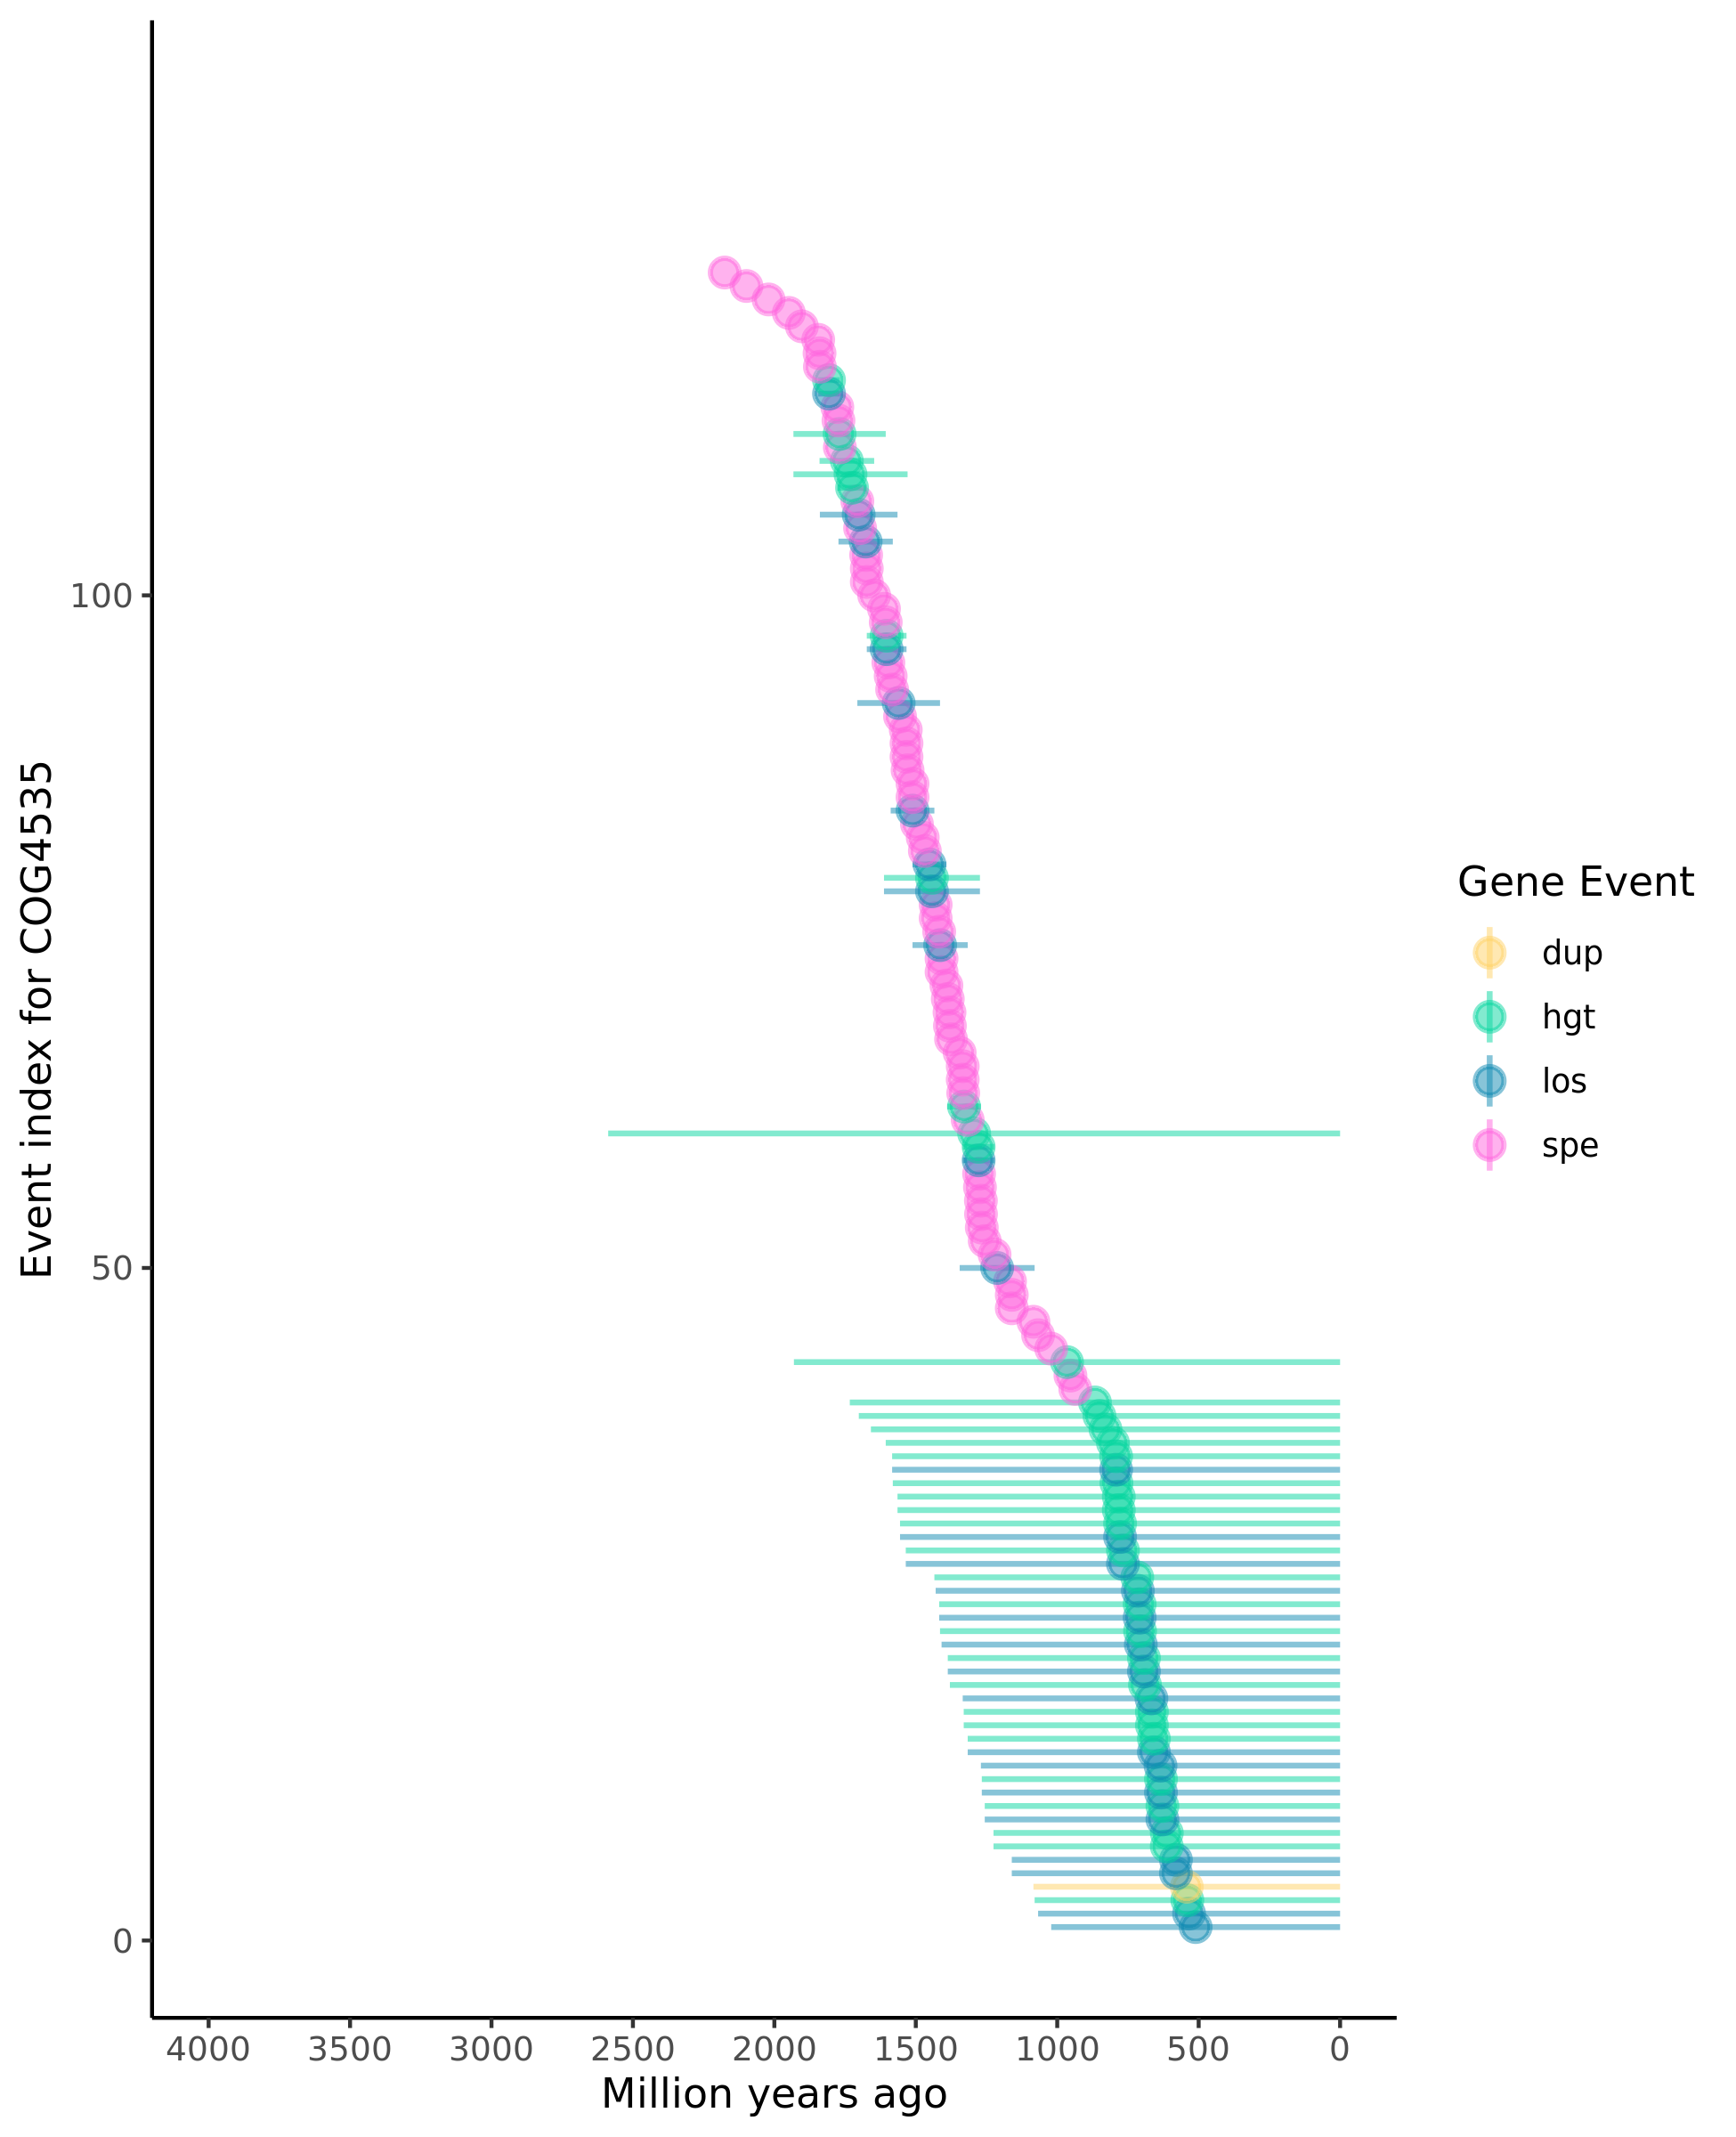 Event index for COG4535
100
50
0
4000 3500 3000 2500 2000 1500 1000 500 0
Million years ago
Gene Event
dup
hgt
los
spe